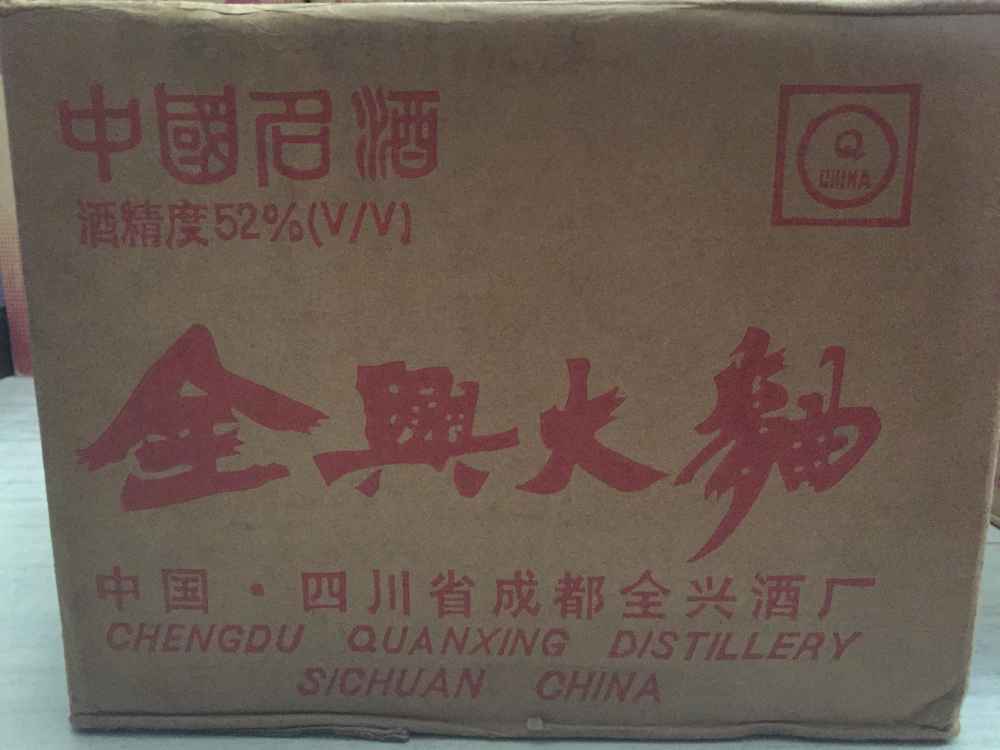 中國名酒
Q
CHINA
酒精度52%(V/V)
全興大麯
中国·四川省成都全兴酒厂
CHENGDU QUANXING DISTILLERY
SICHUAN CHINA